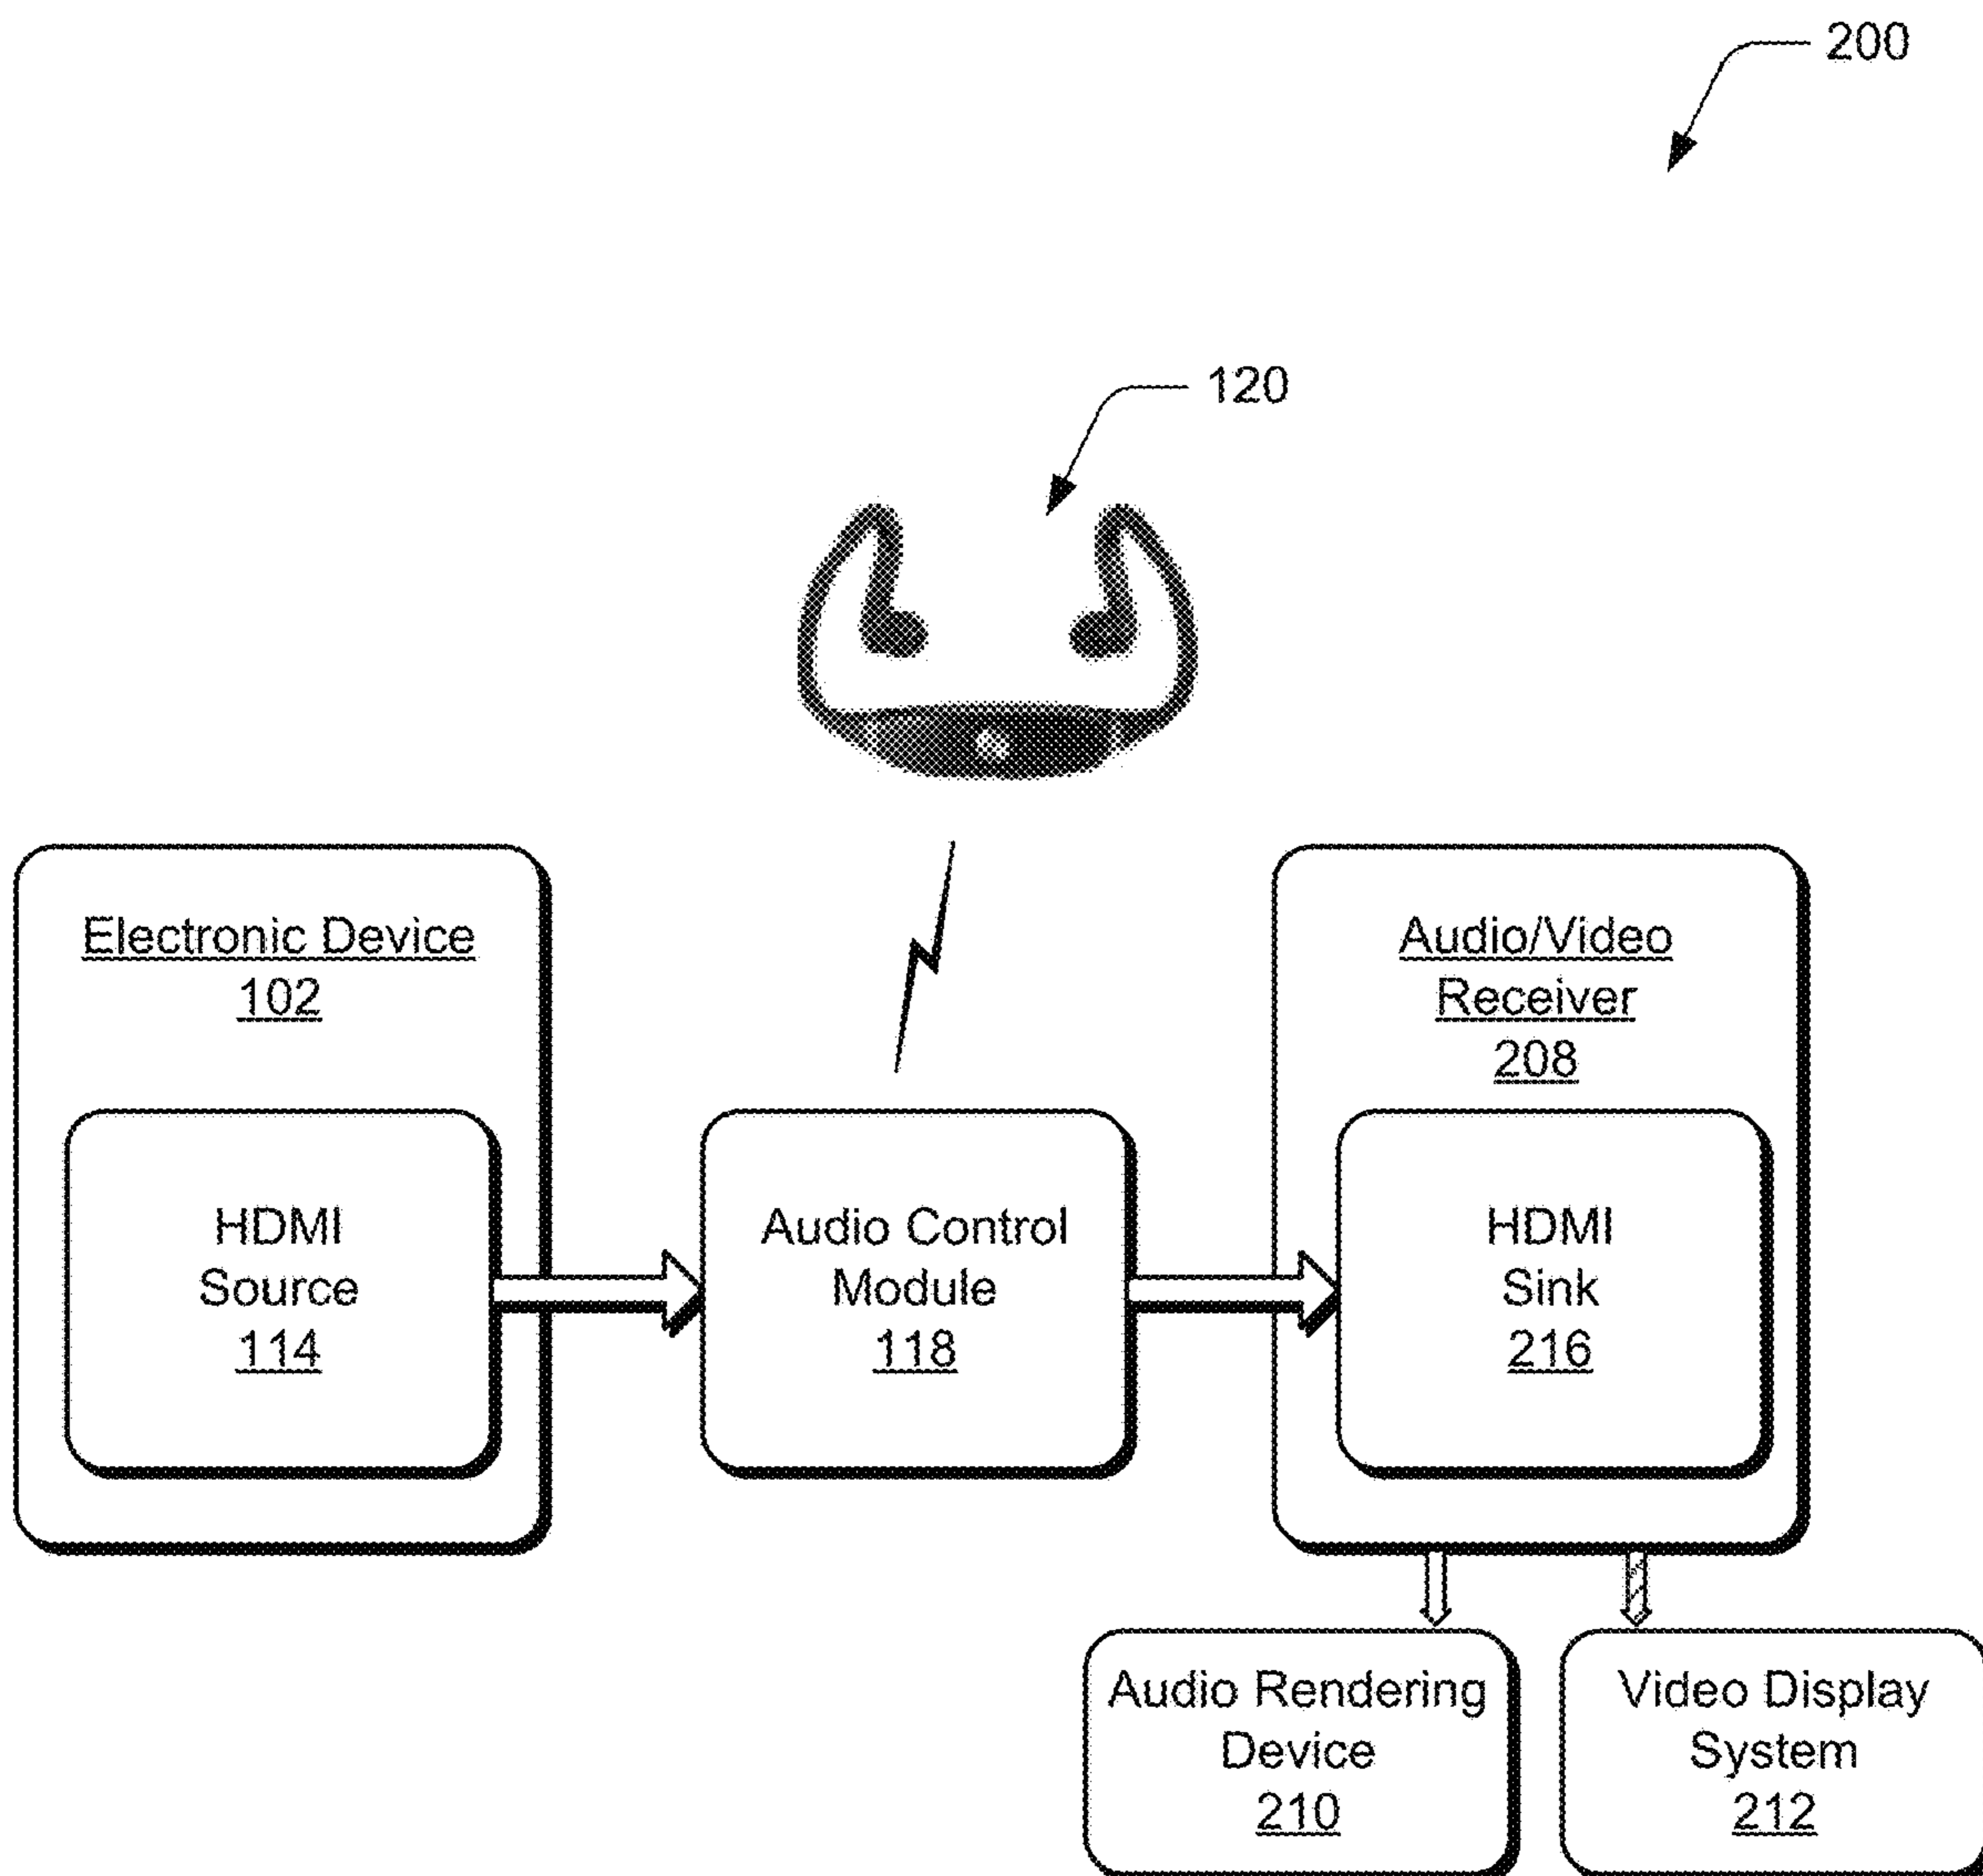 200
120
Electronic Device
102
HDMI
Source
114
Audio Control
Module
118
Audio/Video
Receiver
208
HDMI
Sink
216
Audio Rendering
Device
210
Video Display
System
212